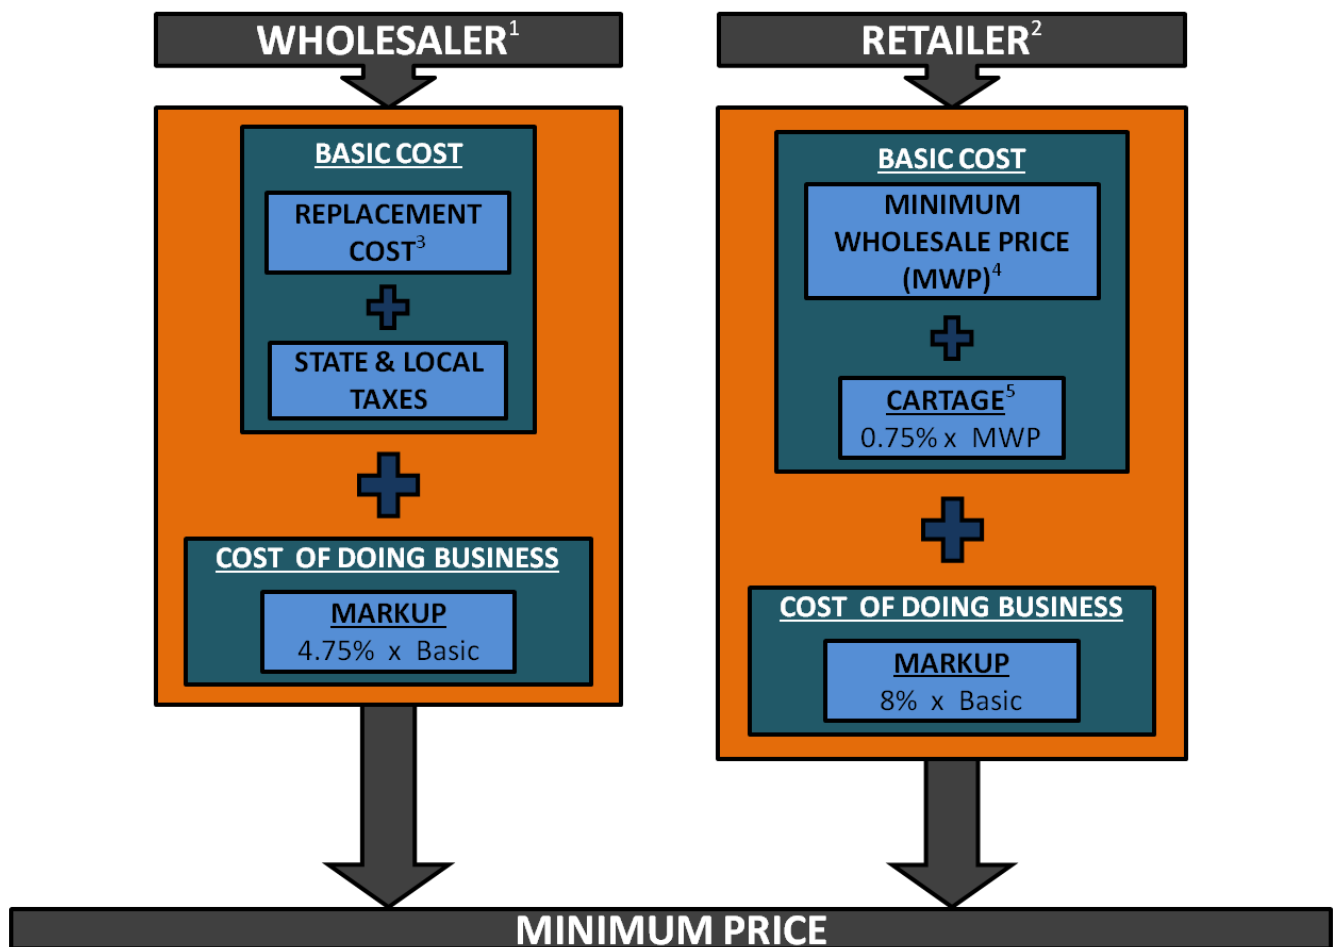 WHOLESALER¹
BASIC COST
REPLACEMENT
COST³
STATE & LOCAL
TAXES
COST OF DOING BUSINESS
MARKUP
4.75% x Basic
RETAILER²
BASIC COST
MINIMUM
WHOLESALE PRICE
(MWP)⁴
CARTAGE⁵
0.75% x MWP
COST OF DOING BUSINESS
MARKUP
8% x Basic
MINIMUM PRICE